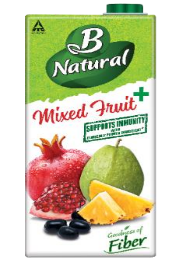 B
Natural
Mixed Fruit+
SUPPORTS IMMUNITY
Goodness of
Fiber